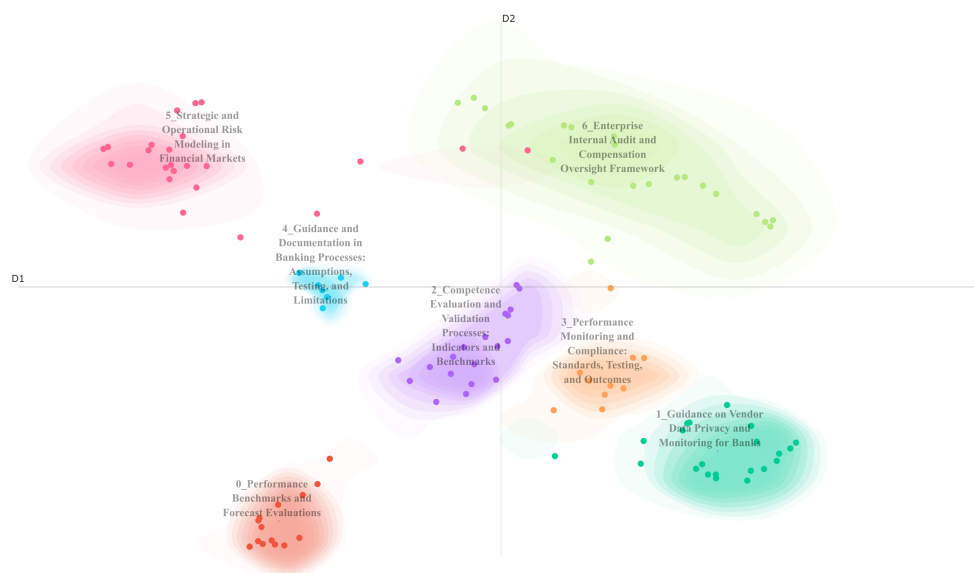 D2
5_Strategic and
Operational Risk
Modeling in
Financial Markets
6_Enterprise
Internal Audit and
Compensation
Oversight Framework
4_Guidance and
Documentation in
Banking Processes:
Assumptions,
Testing, and
Limitations
D1
2_Competence
Evaluation and
Validation
Processes:
Indicators and
Benchmarks
3_Performance
Monitoring and
Compliance:
Standards, Testing,
and Outcomes
1_Guidance on Vendor
Data Privacy and
Monitoring for Banks
0_Performance
Benchmarks and
Forecast Evaluations